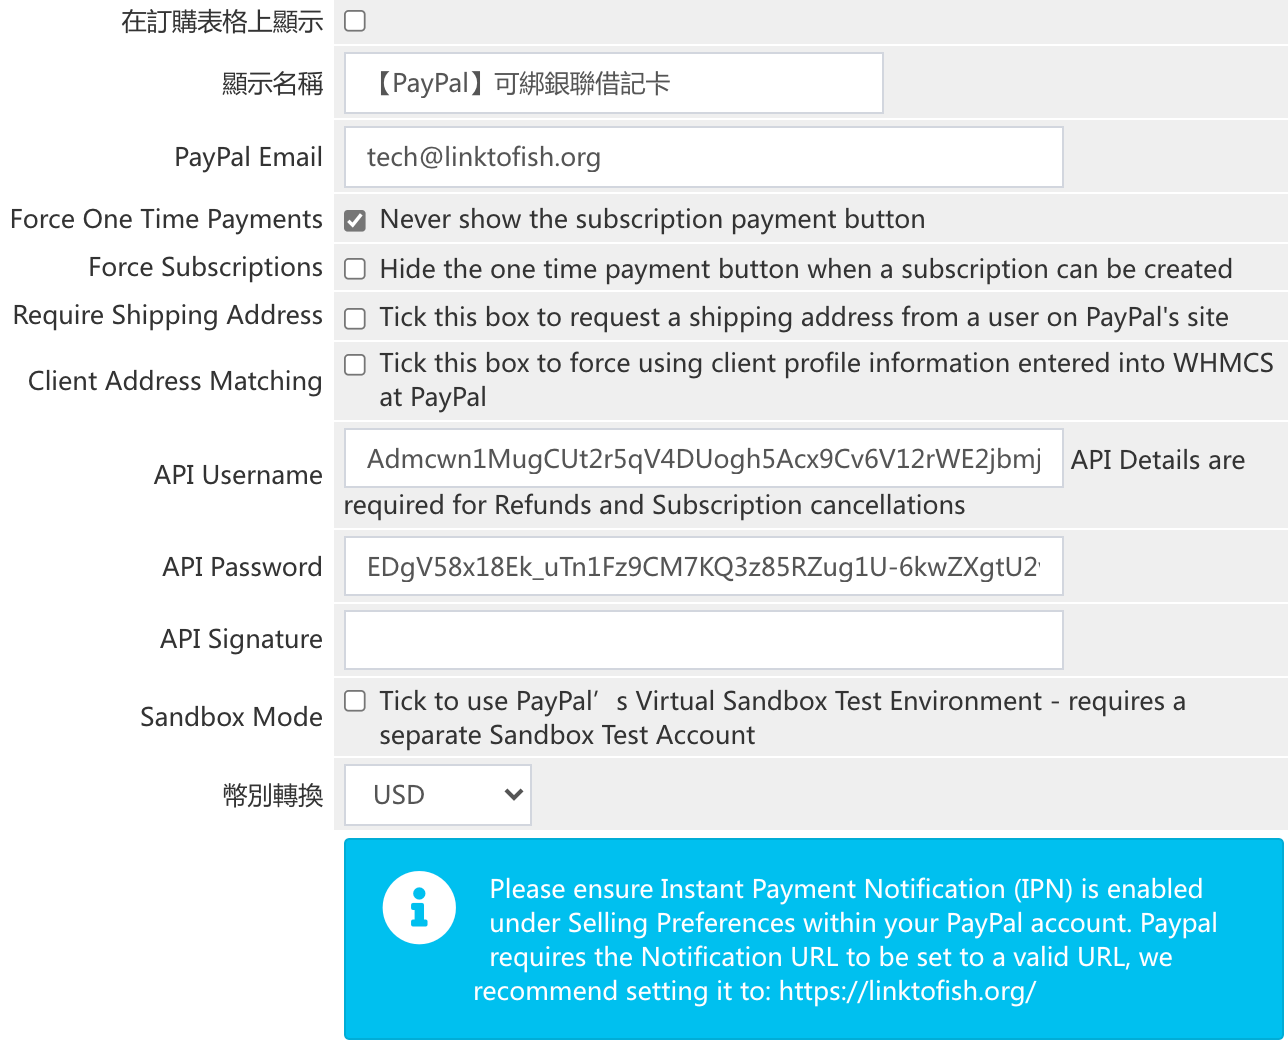 在訂購表格上顯示
顯示名稱
【PayPal】可綁銀聯借記卡
PayPal Email
tech@linktofish.org
Force One Time Payments
Never show the subscription payment button
Force Subscriptions
Hide the one time payment button when a subscription can be created
Require Shipping Address
Tick this box to request a shipping address from a user on PayPal's site
Client Address Matching
Tick this box to force using client profile information entered into WHMCS
at PayPal
API Username
Admcwn1MugCUt2r5qV4DUogh5Acx9Cv6V12rWE2jbmj
API Details are
required for Refunds and Subscription cancellations
API Password
EDgV58x18Ek_uTn1Fz9CM7KQ3z85RZug1U-6kwZXgtU2
API Signature
Sandbox Mode
Tick to use PayPal’s Virtual Sandbox Test Environment - requires a
separate Sandbox Test Account
幣別轉換
USD
Please ensure Instant Payment Notification (IPN) is enabled
under Selling Preferences within your PayPal account. Paypal
requires the Notification URL to be set to a valid URL, we
recommend setting it to: https://linktofish.org/